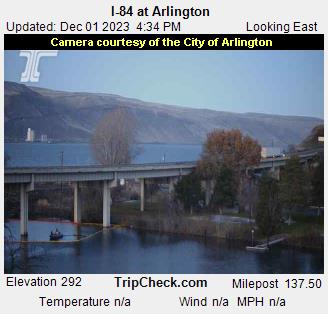 I-84 at Arlington
Updated: Dec 01 2023 4:34 PM Looking East
Camera courtesy of the City of Arlington
Elevation 292 TripCheck.com Milepost 137.50
Temperature n/a Wind n/a MPH n/a